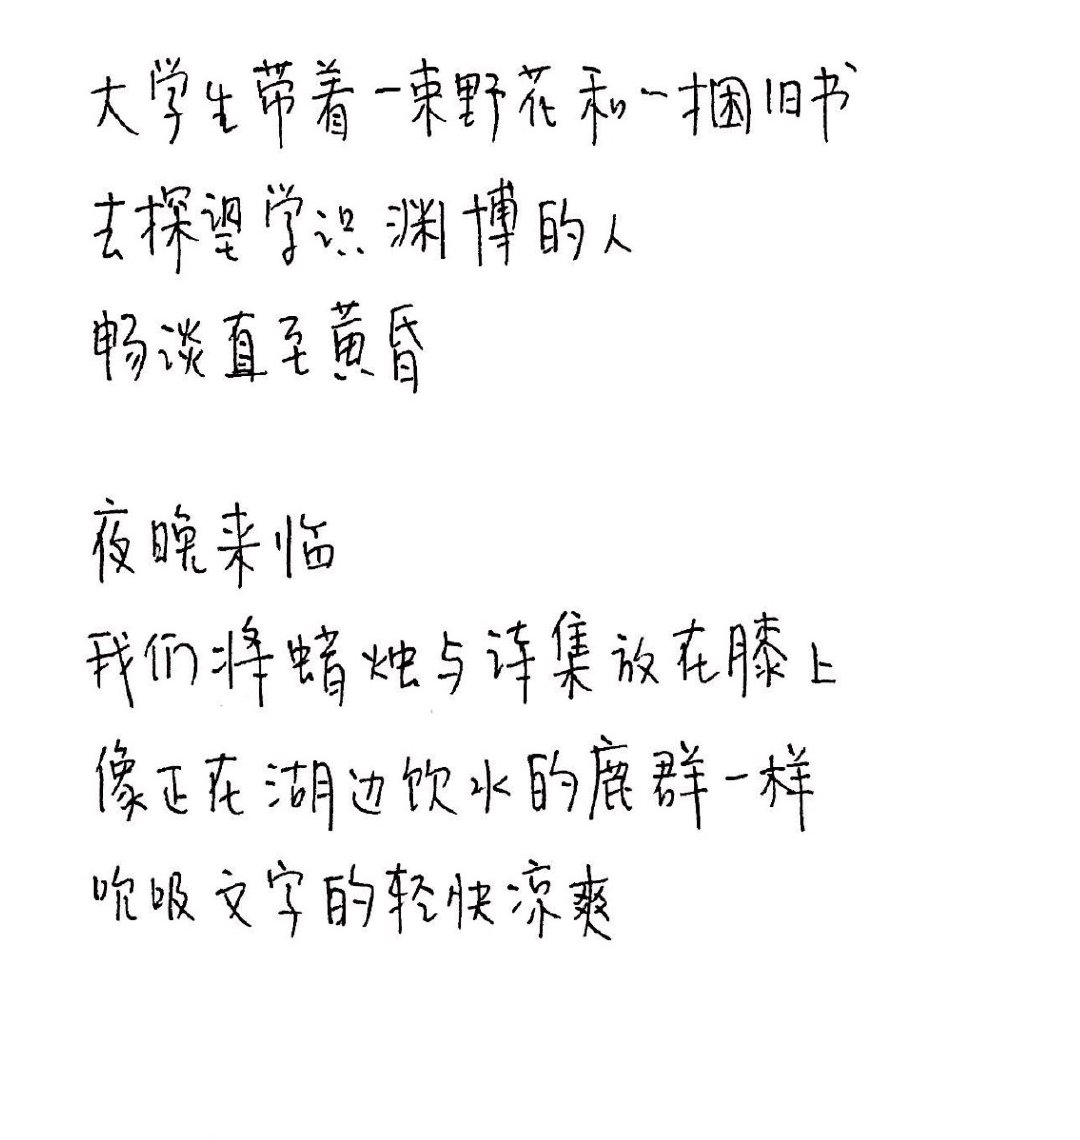 大学生带着一束野花和一捆旧书
去探望学识渊博的人
畅谈直至黄昏
夜晚来临
我们将蜡烛与诗集放在膝上
像正在湖边饮水的鹿群一样
吮吸文字的轻快凉爽